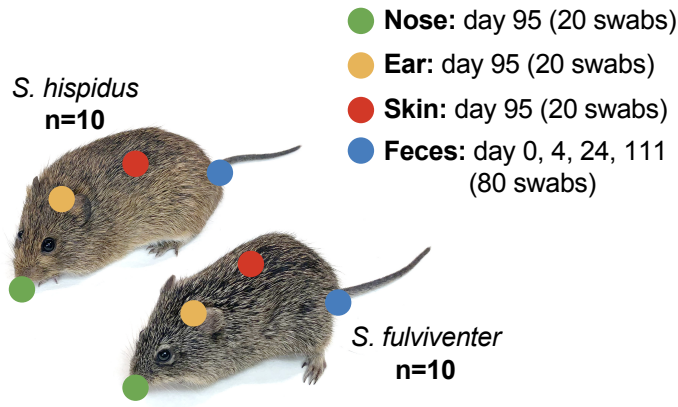 Nose: day 95 (20 swabs)
Ear: day 95 (20 swabs)
Skin: day 95 (20 swabs)
Feces: day 0, 4, 24, 111
(80 swabs)
S. hispidus
n=10
S. fulviventer
n=10